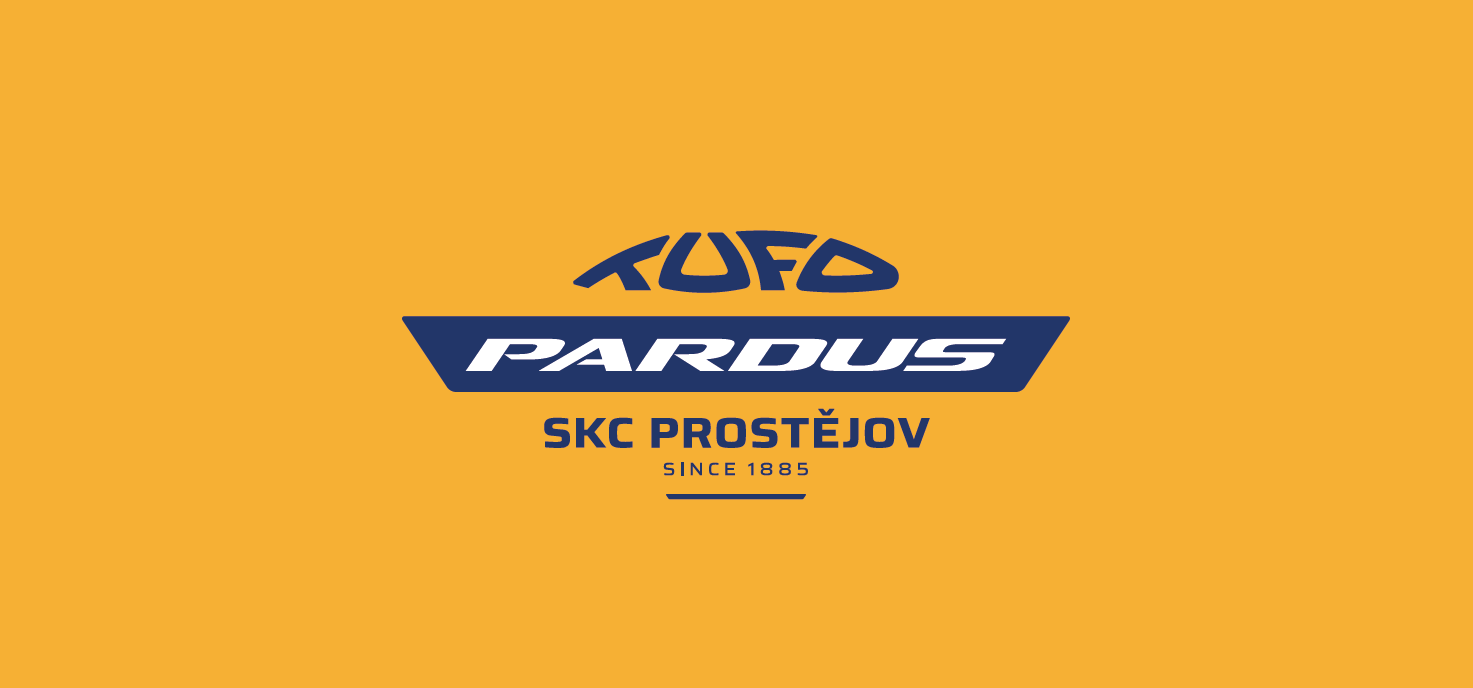 TUFO
PARDUS
SKC PROSTĚJOV
SINCE 1885